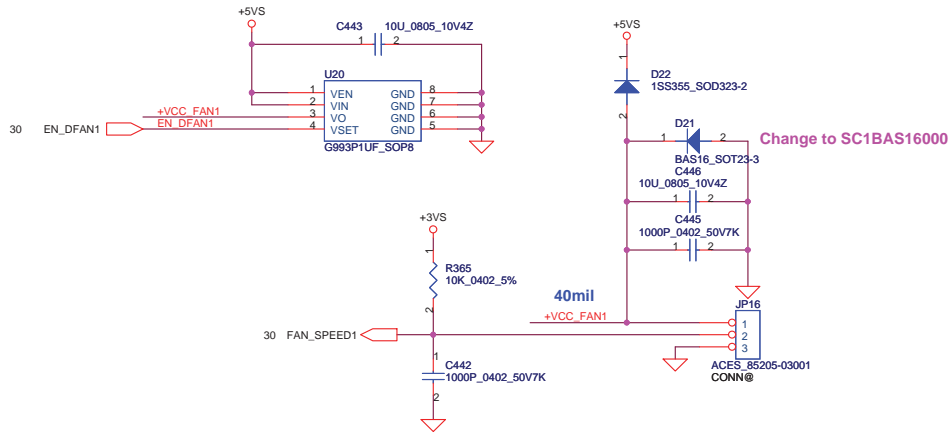 +5VS
C443
10U_0805_10V4Z
1 2
U20
1 VEN GND 8
2 VIN GND 7
3 VO GND 6
4 VSET GND 5
G993P1UF_SOP8
+VCC_FAN1
30 EN_DFAN1 EN_DFAN1
+5VS
1
D22
1SS355_SOD323-2
2
D21
1 2
BAS16_SOT23-3
Change to SC1BAS16000
C446
10U_0805_10V4Z
1 2
C445
1000P_0402_50V7K
1 2
+3VS
1
R365
10K_0402_5%
2
40mil
+VCC_FAN1
JP16
1
2
3
ACES_85205-03001
CONN@
30 FAN_SPEED1
1
C442
1000P_0402_50V7K
2